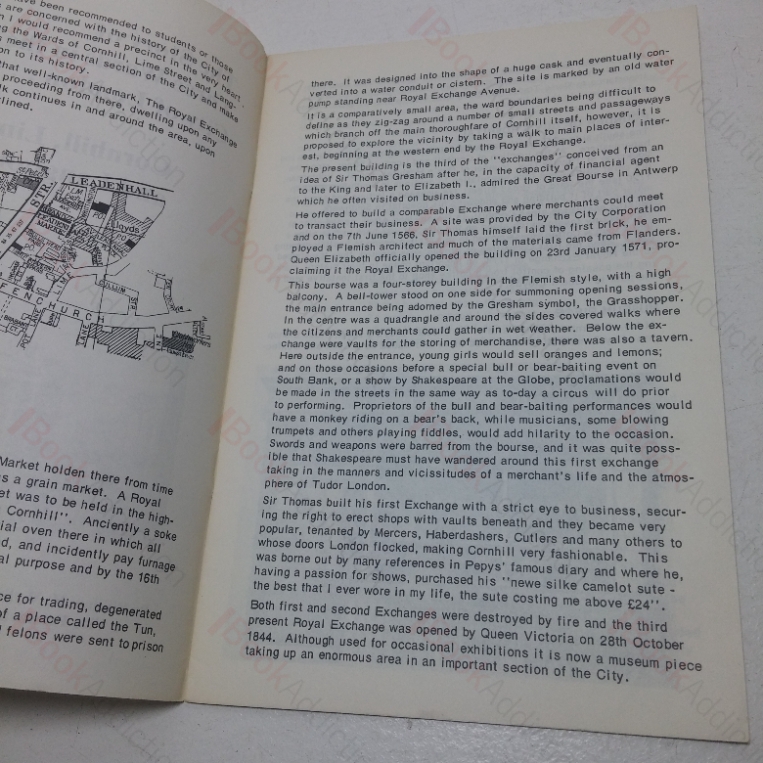 have been recommended to students or those
are concerned with the history of the City of
I would recommend a precinct in the very heart
the Wards of Cornhill, Lime Street and Lang-
meet in a central section of the City and make
on to its history.
that well-known landmark, The Royal Exchange
proceeding from there, dwelling upon any
continues in and around the area, upon
clined.
LEADENHALL
Lloyds
FENCHURCH
Market holden there from time
s a grain market. A Royal
et was to be held in the high-
Cornhill". Anciently a soke
ial oven there in which all
d, and incidently pay furnage
al purpose and by the 16th
ce for trading, degenerated
of a place called the Tun,
felons were sent to prison
there. It was designed into the shape of a huge cask and eventually con-
verted into a water conduit or cistern. The site is marked by an old water
pump standing near Royal Exchange Avenue.
It is a comparatively small area, the ward boundaries being difficult to
define as they zig-zag around a number of small streets and passageways
which branch off the main thoroughfare of Cornhill itself, however, it is
proposed to explore the vicinity by taking a walk to main places of inter-
est, beginning at the western end by the Royal Exchange.
The present building is the third of the "exchanges" conceived from an
idea of Sir Thomas Gresham after he, in the capacity of financial agent
to the King and later to Elizabeth I., admired the Great Bourse in Antwerp
which he often visited on business.
He offered to build a comparable Exchange where merchants could meet
to transact their business. A site was provided by the City Corporation
and on the 7th June 1566. Sir Thomas himself laid the first brick, he em-
ployed a Flemish architect and much of the materials came from Flanders.
Queen Elizabeth officially opened the building on 23rd January 1571, pro-
claiming it the Royal Exchange.
This bourse was a four-storey building in the Flemish style, with a high
balcony. A bell-tower stood on one side for summoning opening sessions,
the main entrance being adorned by the Gresham symbol, the Grasshopper.
In the centre was a quadrangle and around the sides covered walks where
the citizens and merchants could gather in wet weather. Below the ex-
change were vaults for the storing of merchandise, there was also a tavern.
Here outside the entrance, young girls would sell oranges and lemons;
and on those occasions before a special bull or bear-baiting event on
South Bank, or a show by Shakespeare at the Globe, proclamations would
be made in the streets in the same way as to-day a circus will do prior
to performing. Proprietors of the bull and bear-baiting performances would
have a monkey riding on a bear's back, while musicians, some blowing
trumpets and others playing fiddles, would add hilarity to the occasion.
Swords and weapons were barred from the bourse, and it was quite poss-
ible that Shakespeare must have wandered around this first exchange
taking in the manners and vicissitudes of a merchant's life and the atmos-
phere of Tudor London.
Sir Thomas built his first Exchange with a strict eye to business, secur-
ing the right to erect shops with vaults beneath and they became very
popular, tenanted by Mercers, Haberdashers, Cutlers and many others to
whose doors London flocked, making Cornhill very fashionable. This
was borne out by many references in Pepys' famous diary and where he,
having a passion for shows, purchased his "newe silke camelot sute -
the best that I ever wore in my life, the sute costing me above £24".
Both first and second Exchanges were destroyed by fire and the third
present Royal Exchange was opened by Queen Victoria on 28th October
1844. Although used for occasional exhibitions it is now a museum piece
taking up an enormous area in an important section of the City.